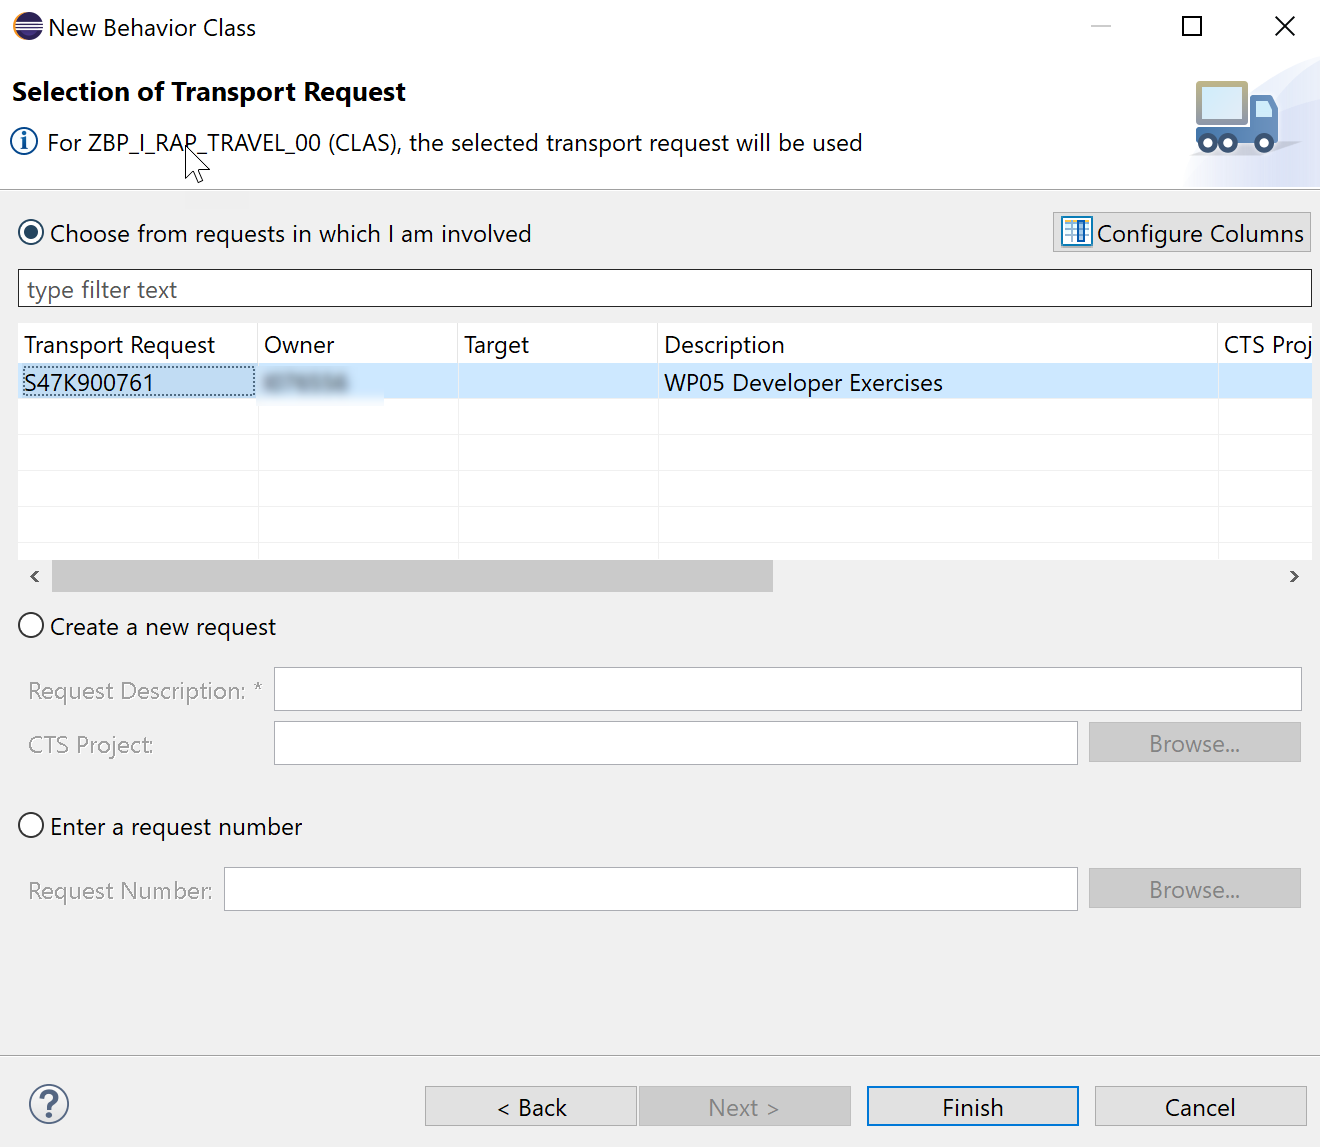 New Behavior Class
Selection of Transport Request
For ZBP_I_RAP_TRAVEL_00 (CLAS), the selected transport request will be used
Choose from requests in which I am involved
Configure Columns
type filter text
Transport Request Owner Target Description CTS Proj
S47K900761 WP05 Developer Exercises
Create a new request
Request Description: *
CTS Project:
Browse...
Enter a request number
Request Number:
Browse...
< Back Next > Finish Cancel